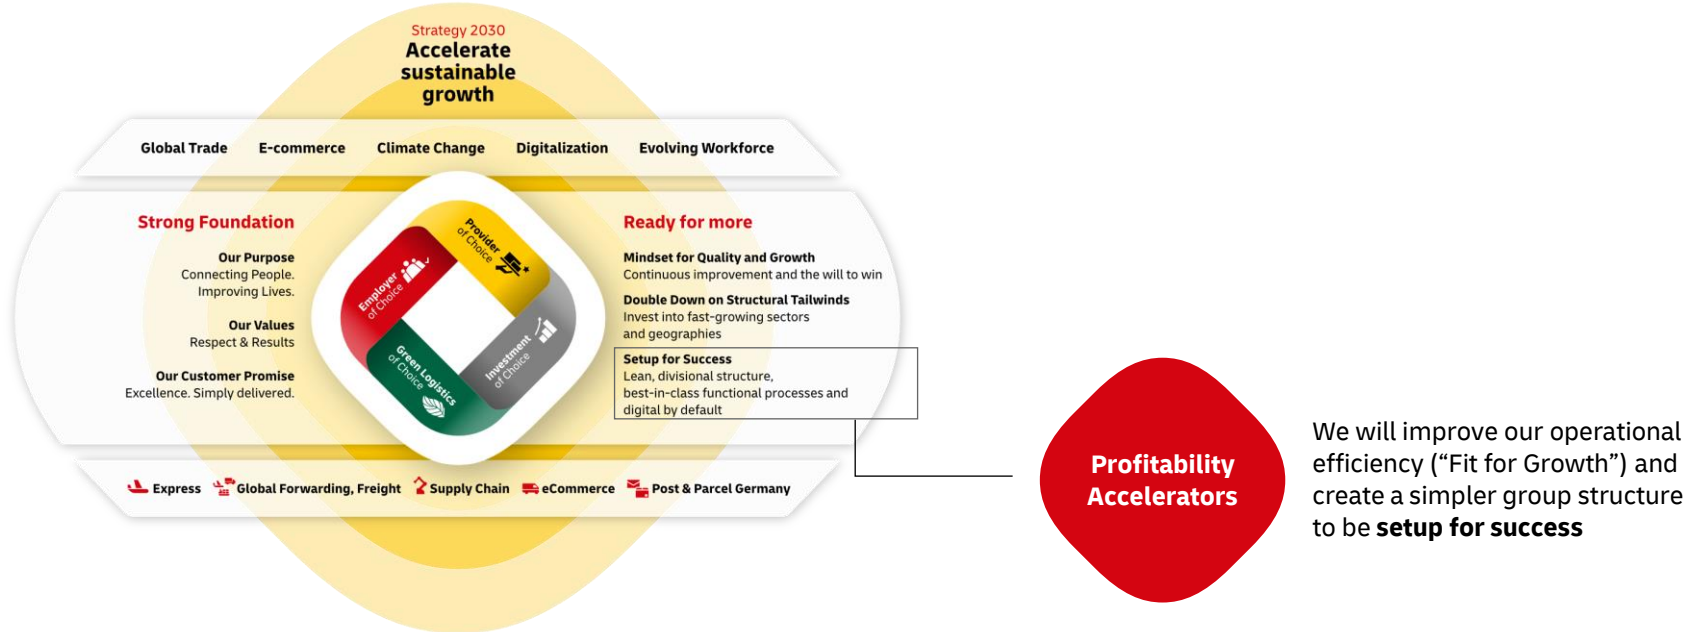 Strategy 2030
Accelerate
sustainable
growth
Global Trade
E-commerce
Climate Change
Digitalization
Evolving Workforce
Strong Foundation
Our Purpose
Connecting People.
Improving Lives.
Our Values
Respect & Results
Our Customer Promise
Excellence. Simply delivered.
Employer
of Choice
Provider
of Choice
Green Logistics
of Choice
Investment
of Choice
Ready for more
Mindset for Quality and Growth
Continuous improvement and the will to win
Double Down on Structural Tailwinds
Invest into fast-growing sectors
and geographies
Setup for Success
Lean, divisional structure,
best-in-class functional processes and
digital by default
Express
Global Forwarding, Freight
Supply Chain
eCommerce
Post & Parcel Germany
Profitability
Accelerators
We will improve our operational
efficiency (“Fit for Growth”) and
create a simpler group structure
to be setup for success